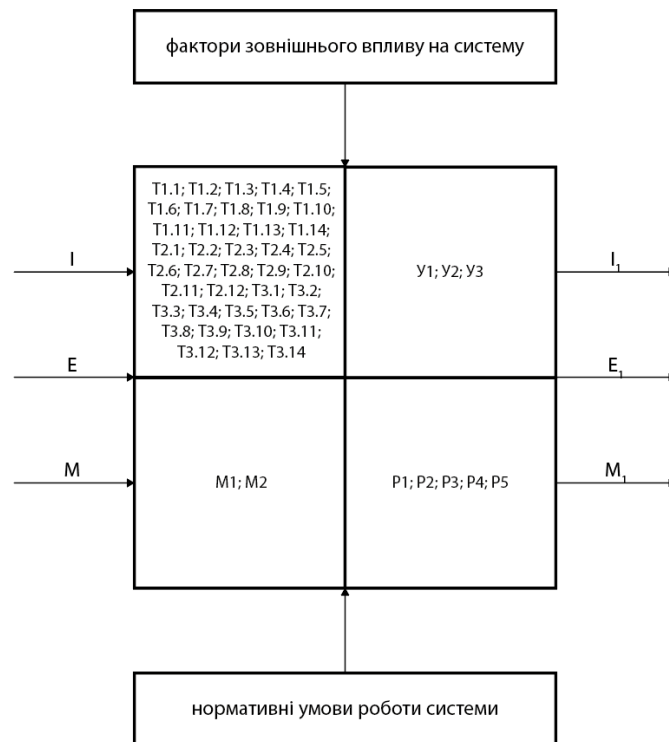 фактори зовнішнього впливу на систему
Т1.1; Т1.2; Т1.3; Т1.4; Т1.5;
Т1.6; Т1.7; Т1.8; Т1.9; Т1.10;
Т1.11; Т1.12; Т1.13; Т1.14;
Т2.1; Т2.2; Т2.3; Т2.4; Т2.5;
Т2.6; Т2.7; Т2.8; Т2.9; Т2.10;
Т2.11; Т2.12; Т3.1; Т3.2;
Т3.3; Т3.4; Т3.5; Т3.6; Т3.7;
Т3.8; Т3.9; Т3.10; Т3.11;
Т3.12; Т3.13; Т3.14
У1; У2; У3
I
I₁
E
E₁
M
M₁
М1; М2
Р1; Р2; Р3; Р4; Р5
нормативні умови роботи системи